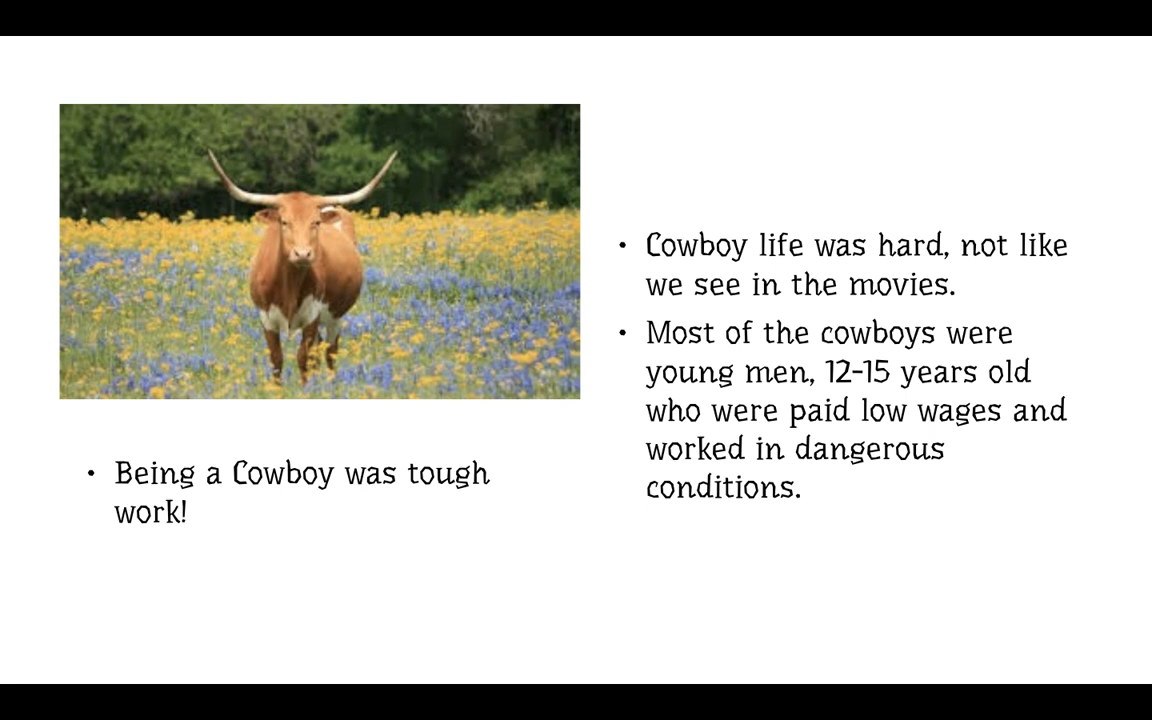 • Being a Cowboy was tough
work!
• Cowboy life was hard, not like
we see in the movies.
• Most of the cowboys were
young men, 12-15 years old
who were paid low wages and
worked in dangerous
conditions.